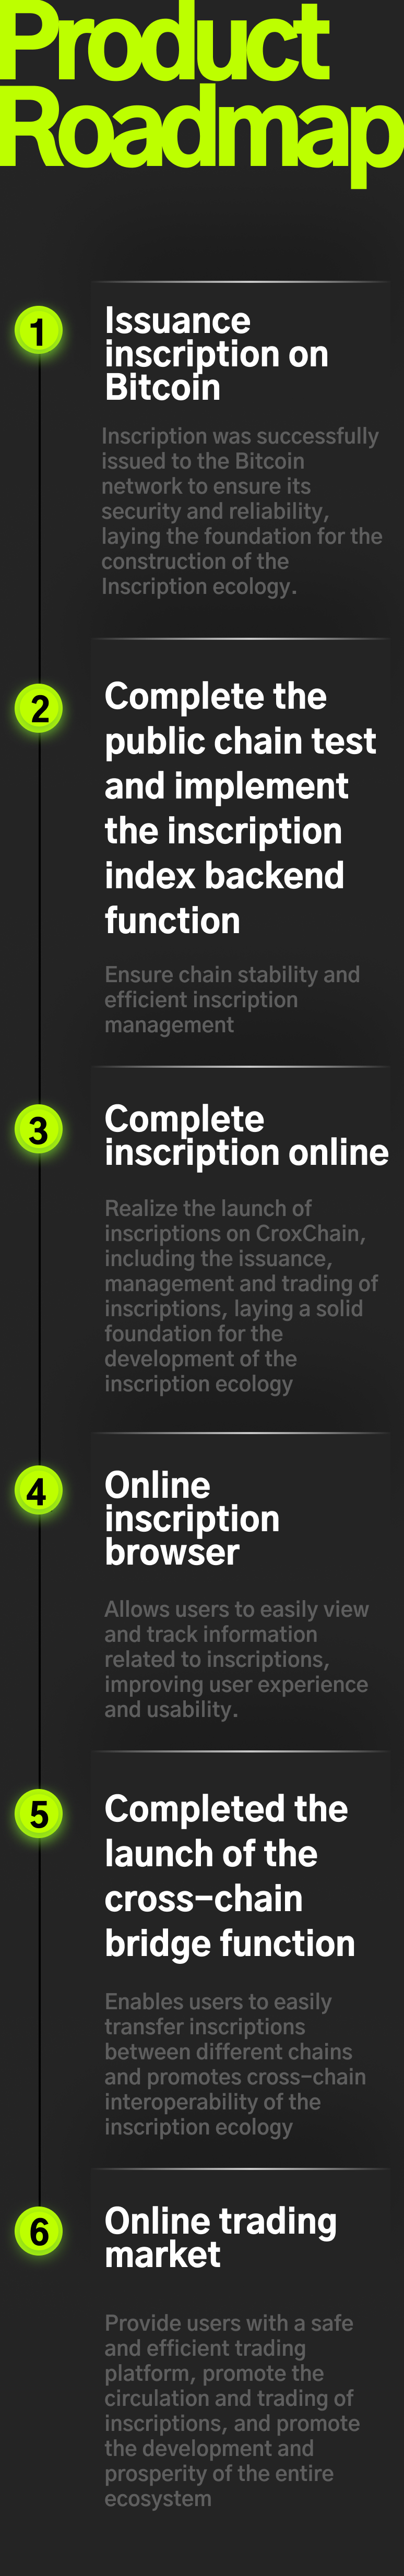 Product
Roadmap
1
Issuance
inscription on
Bitcoin
Inscription was successfully
issued to the Bitcoin
network to ensure its
security and reliability,
laying the foundation for the
construction of the
Inscription ecology.
2
Complete the
public chain test
and implement
the inscription
index backend
function
Ensure chain stability and
efficient inscription
management
3
Complete
inscription online
Realize the launch of
inscriptions on CroxChain,
including the issuance,
management and trading of
inscriptions, laying a solid
foundation for the
development of the
inscription ecology
4
Online
inscription
browser
Allows users to easily view
and track information
related to inscriptions,
improving user experience
and usability.
5
Completed the
launch of the
cross-chain
bridge function
Enables users to easily
transfer inscriptions
between different chains
and promotes cross-chain
interoperability of the
inscription ecology
6
Online trading
market
Provide users with a safe
and efficient trading
platform, promote the
circulation and trading of
inscriptions, and promote
the development and
prosperity of the entire
ecosystem